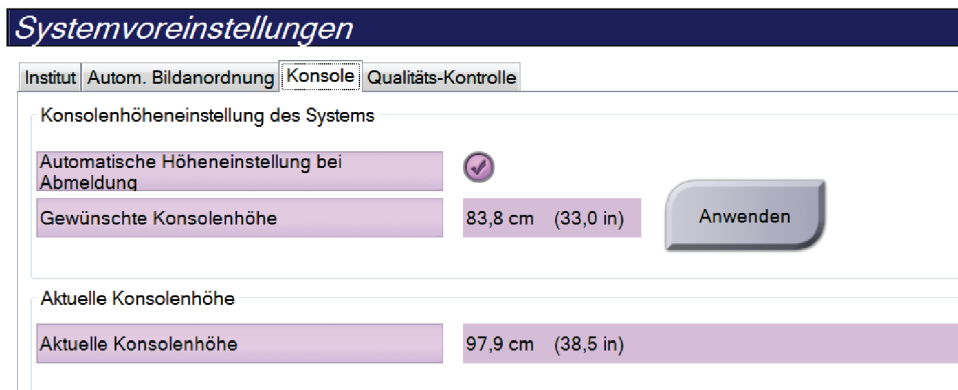 Systemvoreinstellungen
Institut Autom. Bildanordnung Konsole Qualitäts-Kontrolle
Konsolenhöheneinstellung des Systems
Automatische Höheneinstellung bei
Abmeldung
Gewünschte Konsolenhöhe 83,8 cm (33,0 in) Anwenden
Aktuelle Konsolenhöhe
Aktuelle Konsolenhöhe 97,9 cm (38,5 in)